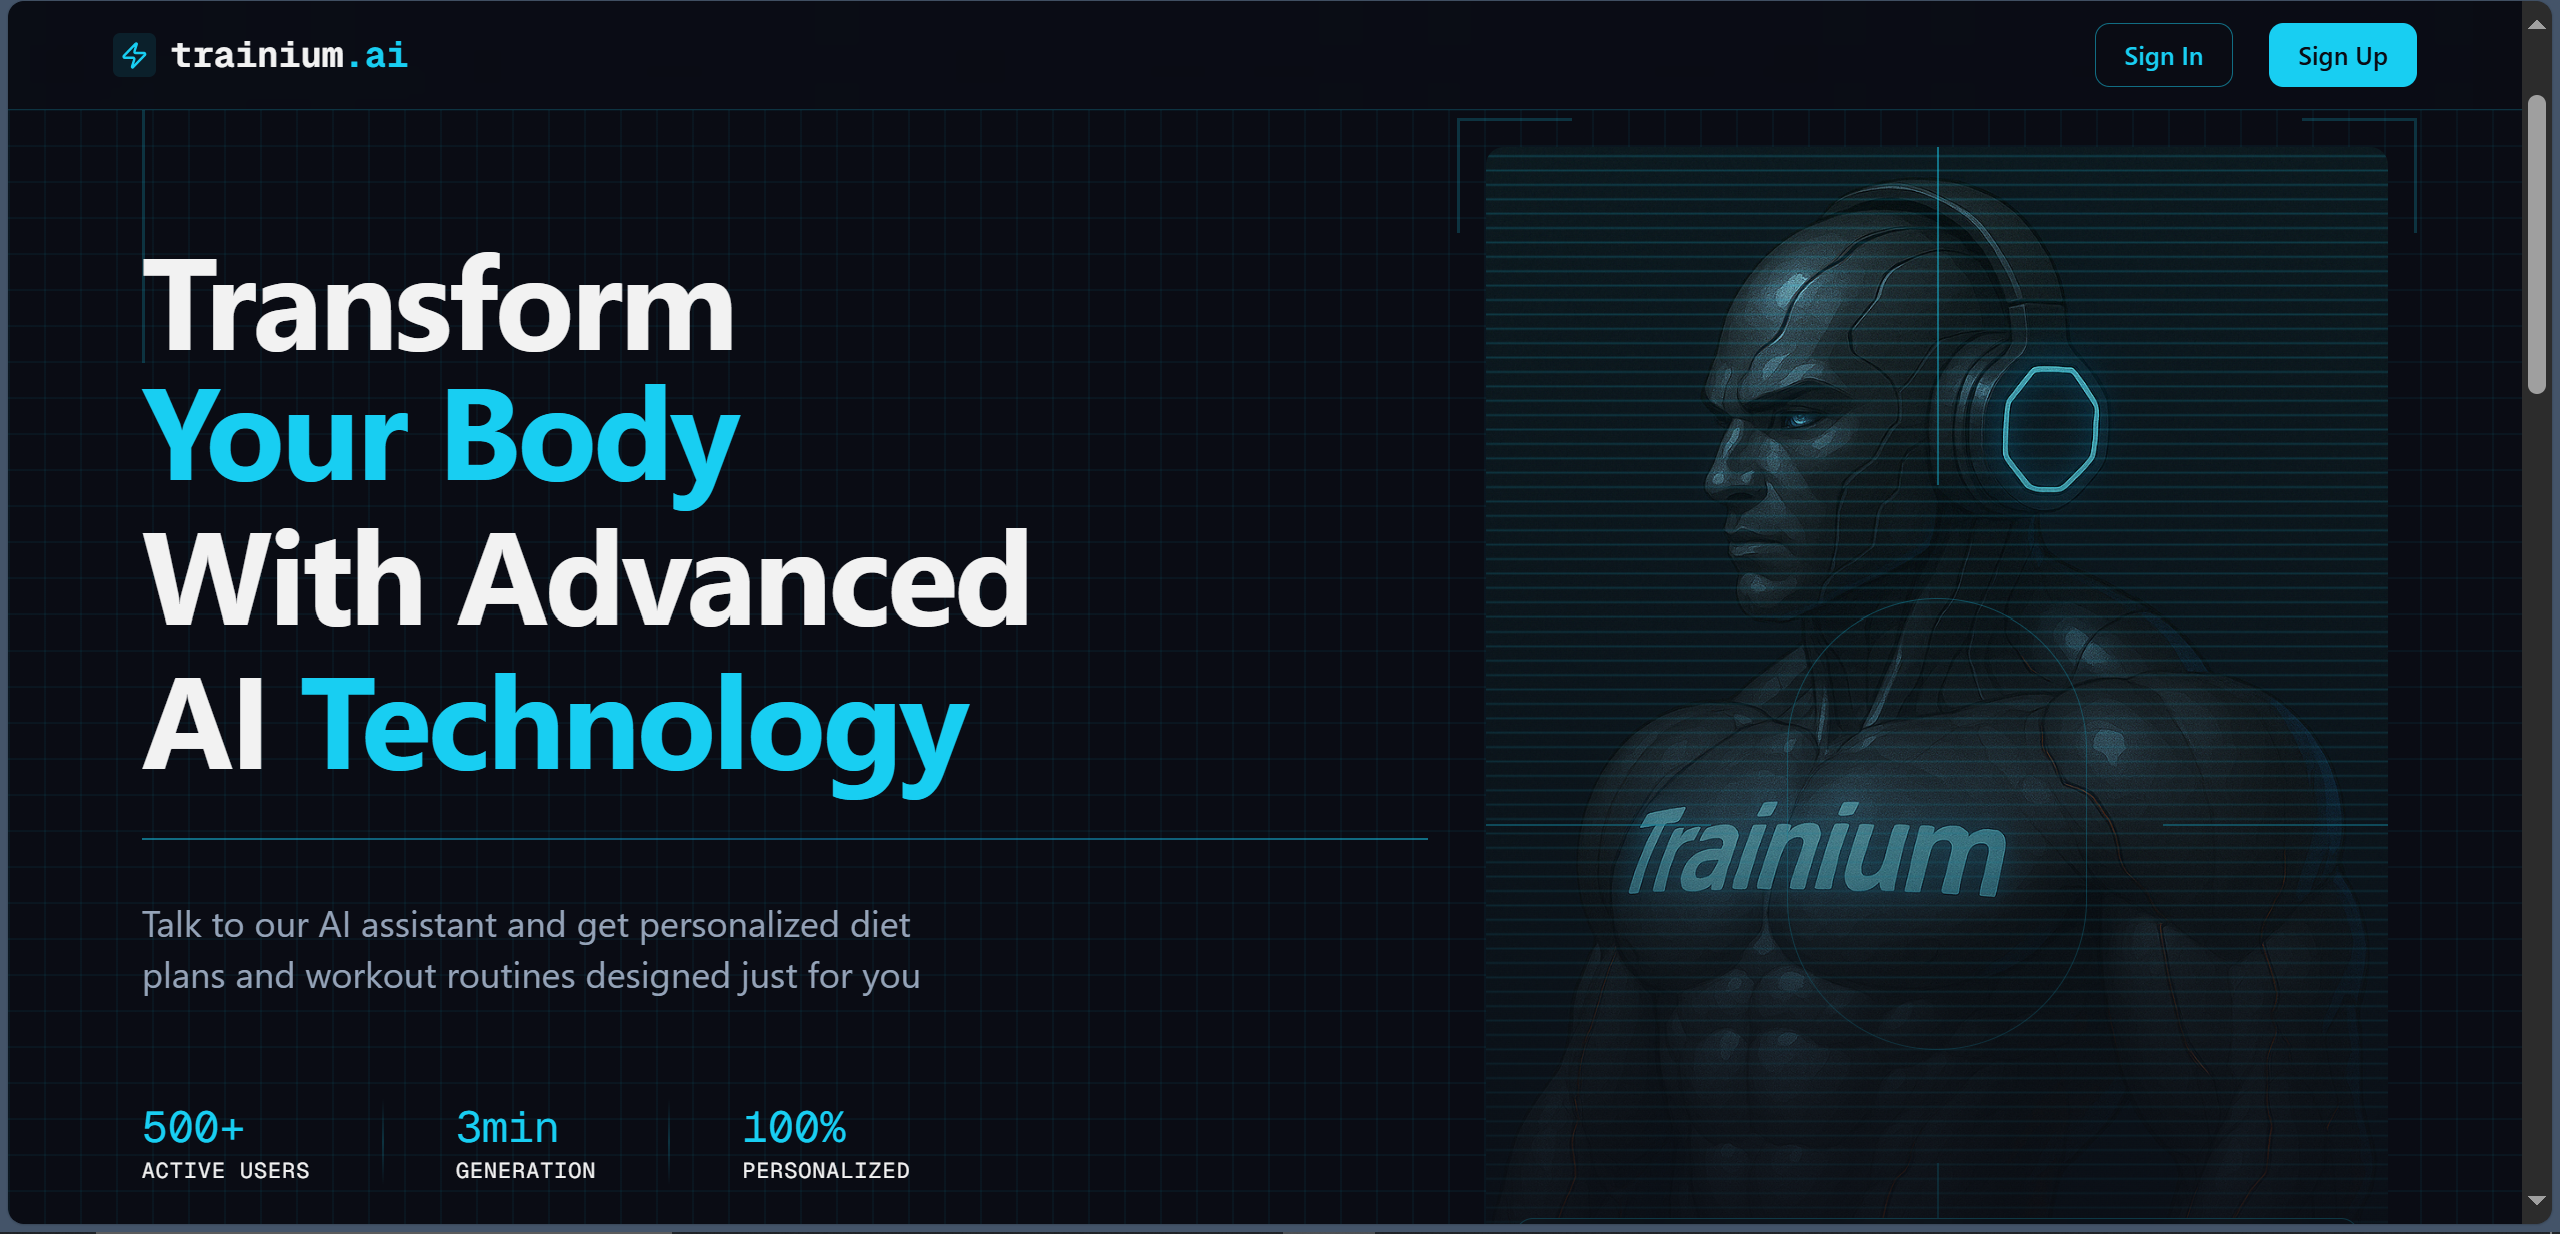 trainium.ai
Sign In
Sign Up
Transform
Your Body
With Advanced
AI Technology
Trainium
Talk to our AI assistant and get personalized diet
plans and workout routines designed just for you
500+
ACTIVE USERS
3min
GENERATION
100%
PERSONALIZED